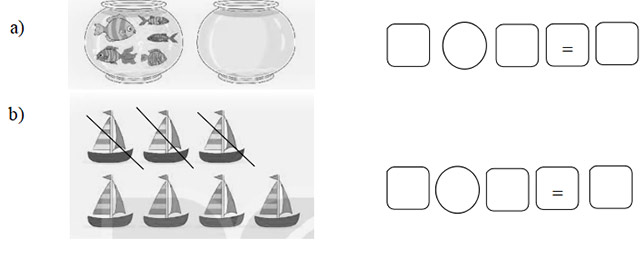 a)
=
b)
=